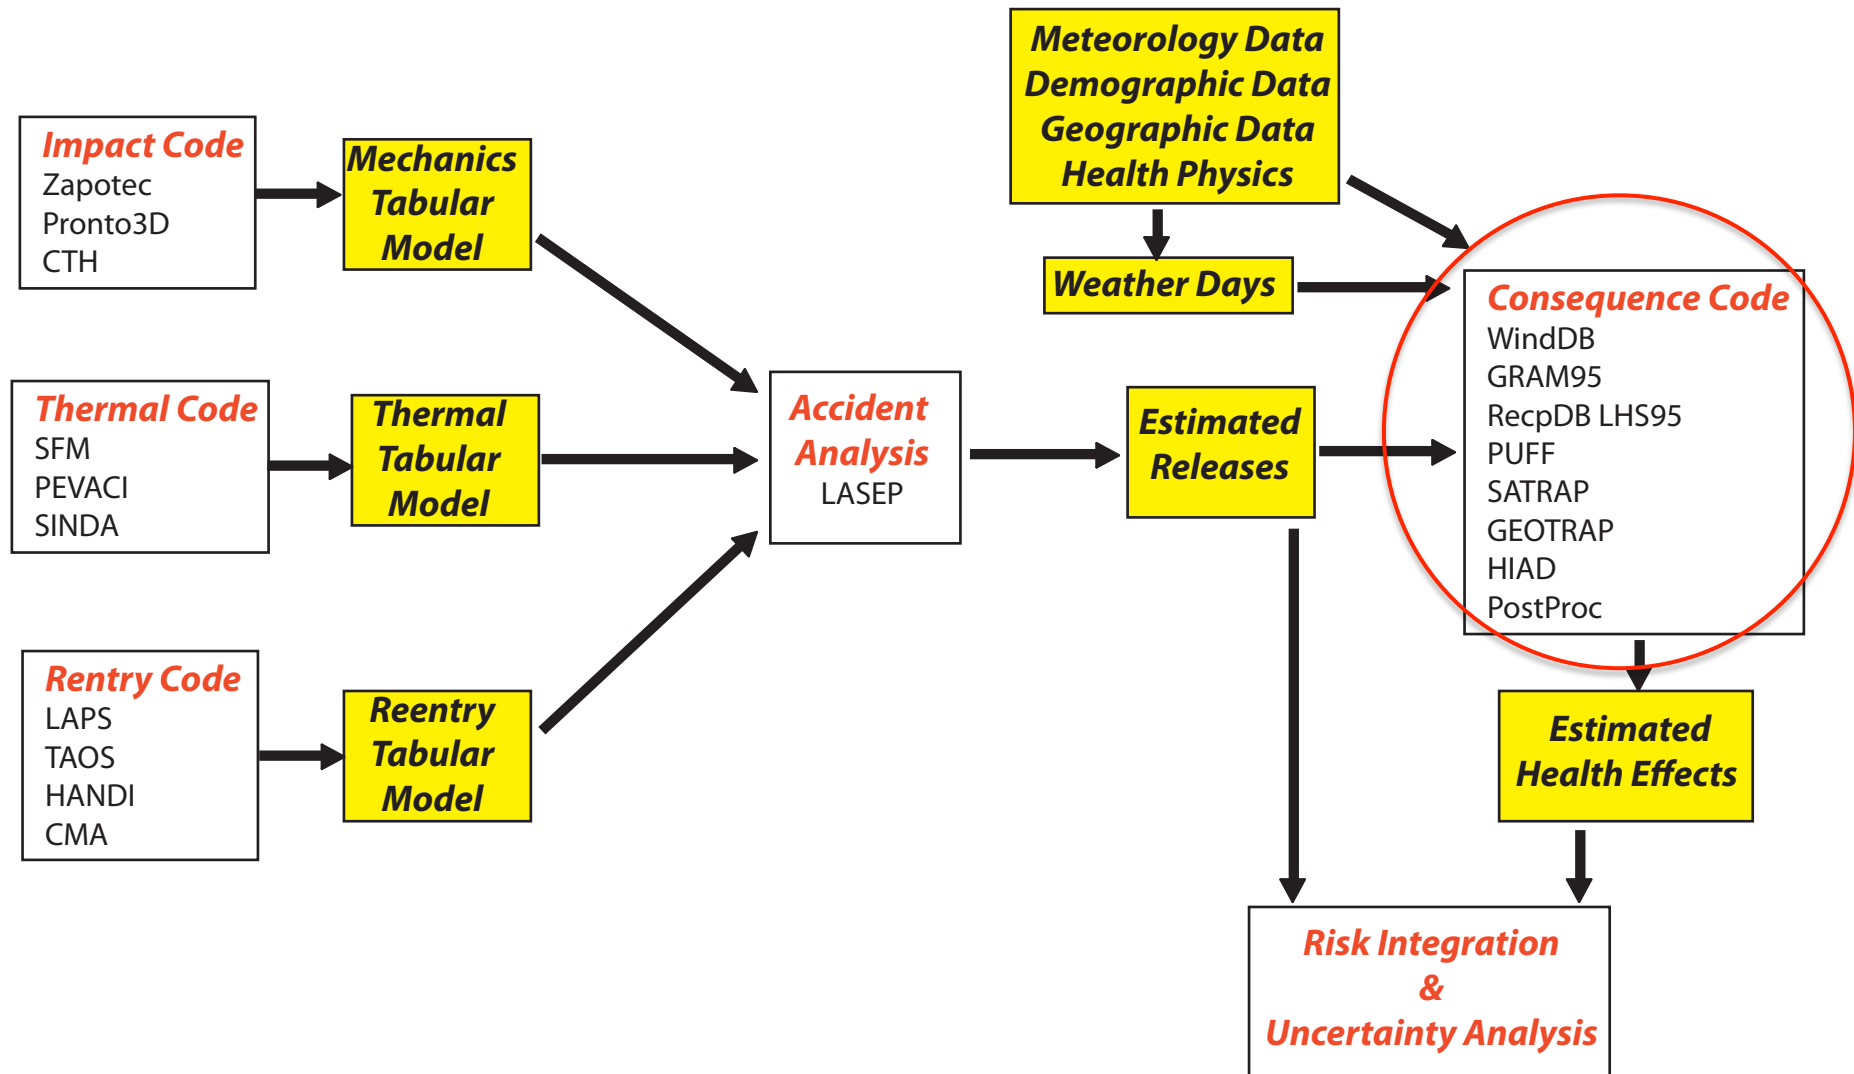 Impact Code
Zapotec
Pronto3D
CTH
Mechanics
Tabular
Model
Thermal Code
SFM
PEVACI
SINDA
Thermal
Tabular
Model
Rentry Code
LAPS
TAOS
HANDI
CMA
Reentry
Tabular
Model
Accident
Analysis
LASEP
Meteorology Data
Demographic Data
Geographic Data
Health Physics
Weather Days
Estimated
Releases
Consequence Code
WindDB
GRAM95
RecpDB LHS95
PUFF
SATRAP
GEOTRAP
HIAD
PostProc
Estimated
Health Effects
Risk Integration
&
Uncertainty Analysis